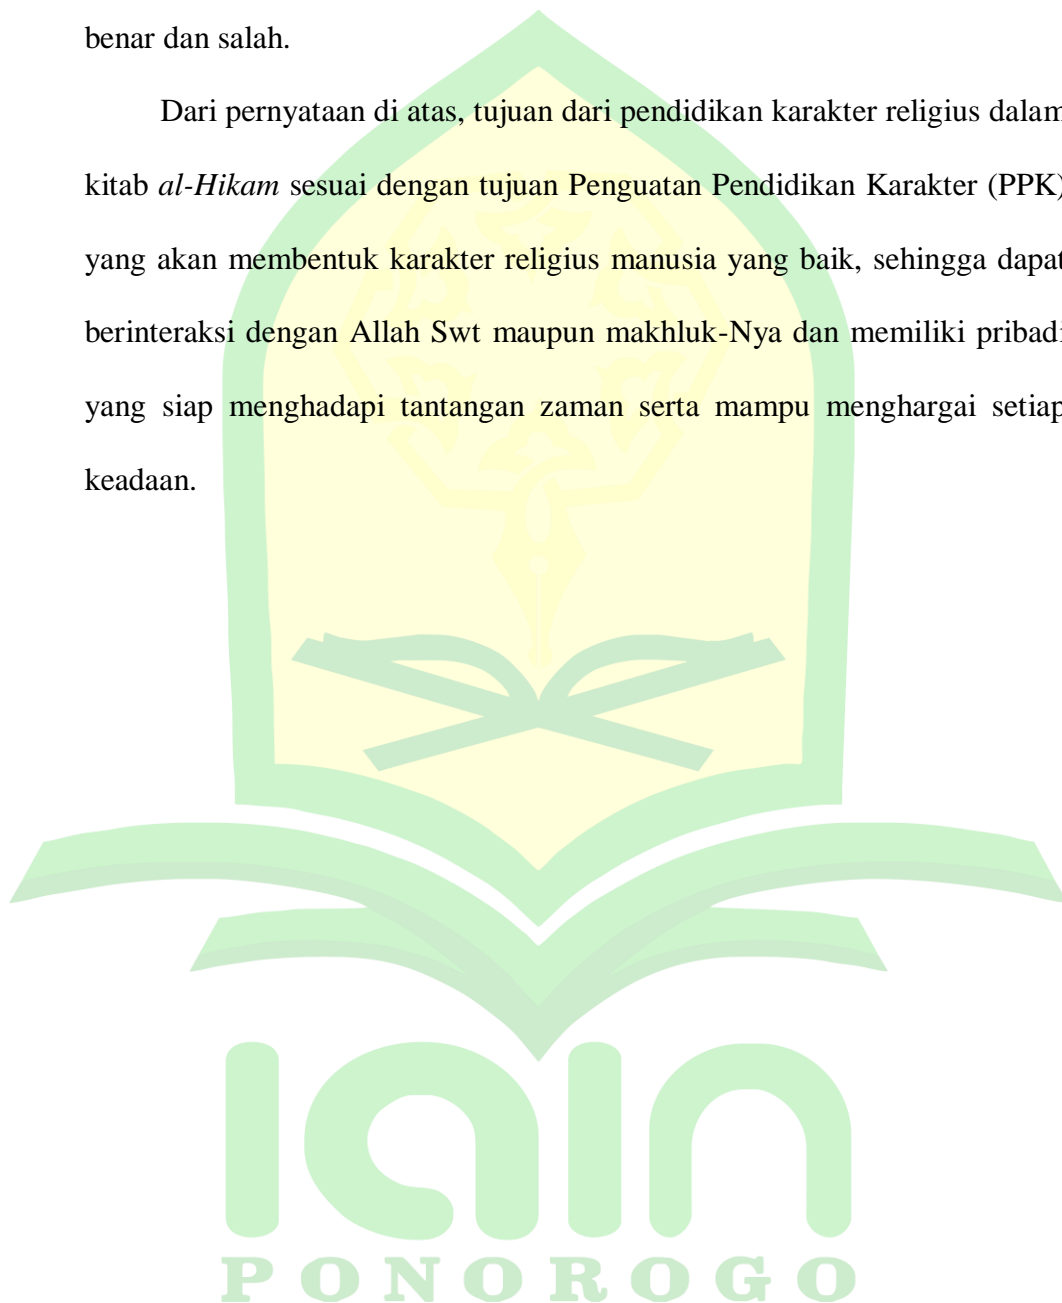 benar dan salah.
Dari pernyataan di atas, tujuan dari pendidikan karakter religius dalam
kitab al-Hikam sesuai dengan tujuan Penguatan Pendidikan Karakter (PPK)
yang akan membentuk karakter religius manusia yang baik, sehingga dapat
berinteraksi dengan Allah Swt maupun makhluk-Nya dan memiliki pribadi
yang siap menghadapi tantangan zaman serta mampu menghargai setiap
keadaan.
IAIN
PONOROGO